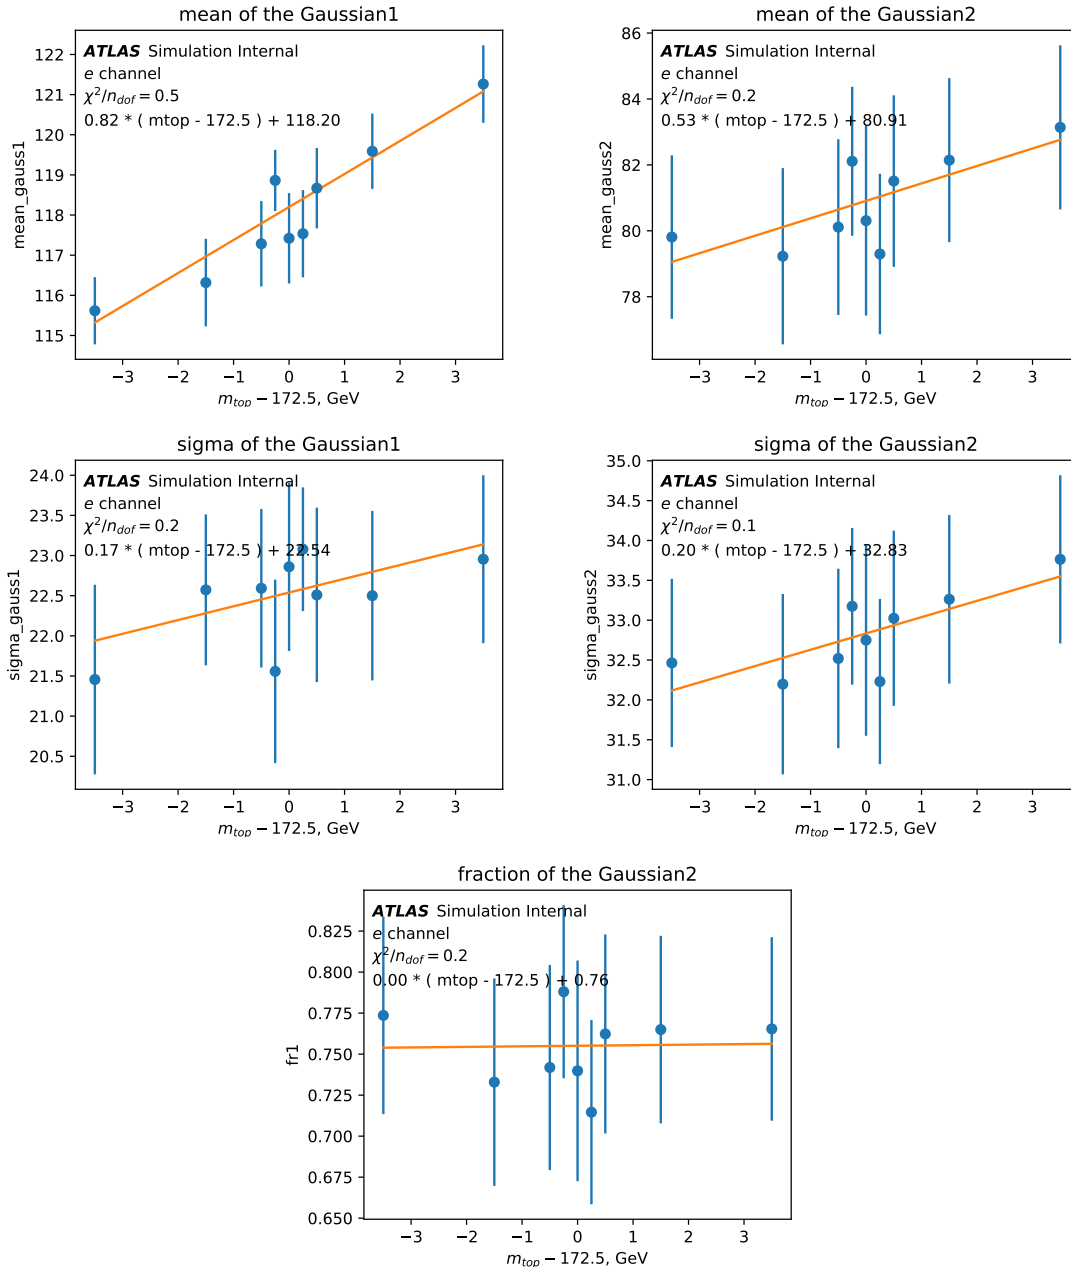 mean of the Gaussian1
ATLAS Simulation Internal
e channel
χ²/n_dof = 0.5
0.82 * ( mtop - 172.5 ) + 118.20
mean_gauss1
122
121
120
119
118
117
116
115
−3 −2 −1 0 1 2 3
m_top − 172.5, GeV
mean of the Gaussian2
ATLAS Simulation Internal
e channel
χ²/n_dof = 0.2
0.53 * ( mtop - 172.5 ) + 80.91
mean_gauss2
86
84
82
80
78
−3 −2 −1 0 1 2 3
m_top − 172.5, GeV
sigma of the Gaussian1
ATLAS Simulation Internal
e channel
χ²/n_dof = 0.2
0.17 * ( mtop - 172.5 ) + 22.54
sigma_gauss1
24.0
23.5
23.0
22.5
22.0
21.5
21.0
20.5
−3 −2 −1 0 1 2 3
m_top − 172.5, GeV
sigma of the Gaussian2
ATLAS Simulation Internal
e channel
χ²/n_dof = 0.1
0.20 * ( mtop - 172.5 ) + 32.83
sigma_gauss2
35.0
34.5
34.0
33.5
33.0
32.5
32.0
31.5
31.0
−3 −2 −1 0 1 2 3
m_top − 172.5, GeV
fraction of the Gaussian2
ATLAS Simulation Internal
e channel
χ²/n_dof = 0.2
0.00 * ( mtop - 172.5 ) + 0.76
fr1
0.825
0.800
0.775
0.750
0.725
0.700
0.675
0.650
−3 −2 −1 0 1 2 3
m_top − 172.5, GeV